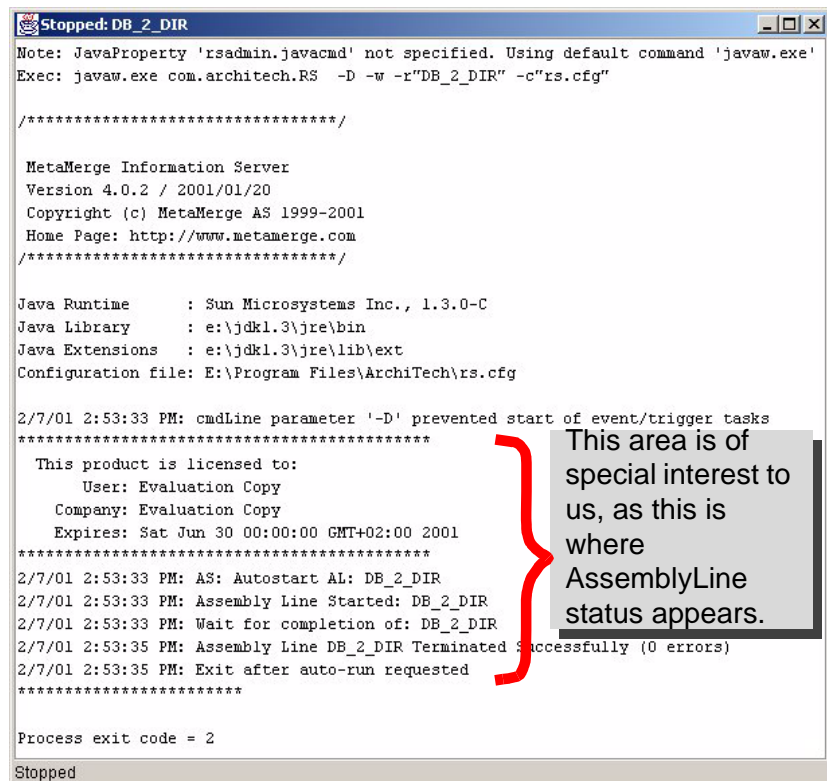 Stopped: DB_2_DIR
Note: JavaProperty 'rsadmin.javacmd' not specified. Using default command 'javaw.exe'
Exec: javaw.exe com.architech.RS  -D -w -r"DB_2_DIR" -c"rs.cfg"
/*********************************/
MetaMerge Information Server
Version 4.0.2 / 2001/01/20
Copyright (c) MetaMerge AS 1999-2001
Home Page: http://www.metamerge.com
/*********************************/
Java Runtime      : Sun Microsystems Inc., 1.3.0-C
Java Library      : e:\jdk1.3\jre\bin
Java Extensions   : e:\jdk1.3\jre\lib\ext
Configuration file: E:\Program Files\ArchiTech\rs.cfg
2/7/01 2:53:33 PM: cmdLine parameter '-D' prevented start of event/trigger tasks
********************************************
This product is licensed to:
User: Evaluation Copy
Company: Evaluation Copy
Expires: Sat Jun 30 00:00:00 GMT+02:00 2001
********************************************
2/7/01 2:53:33 PM: AS: Autostart AL: DB_2_DIR
2/7/01 2:53:33 PM: Assembly Line Started: DB_2_DIR
2/7/01 2:53:33 PM: Wait for completion of: DB_2_DIR
2/7/01 2:53:35 PM: Assembly Line DB_2_DIR Terminated Successfully (0 errors)
2/7/01 2:53:35 PM: Exit after auto-run requested
************************
Process exit code = 2
Stopped
This area is of
special interest to
us, as this is
where
AssemblyLine
status appears.